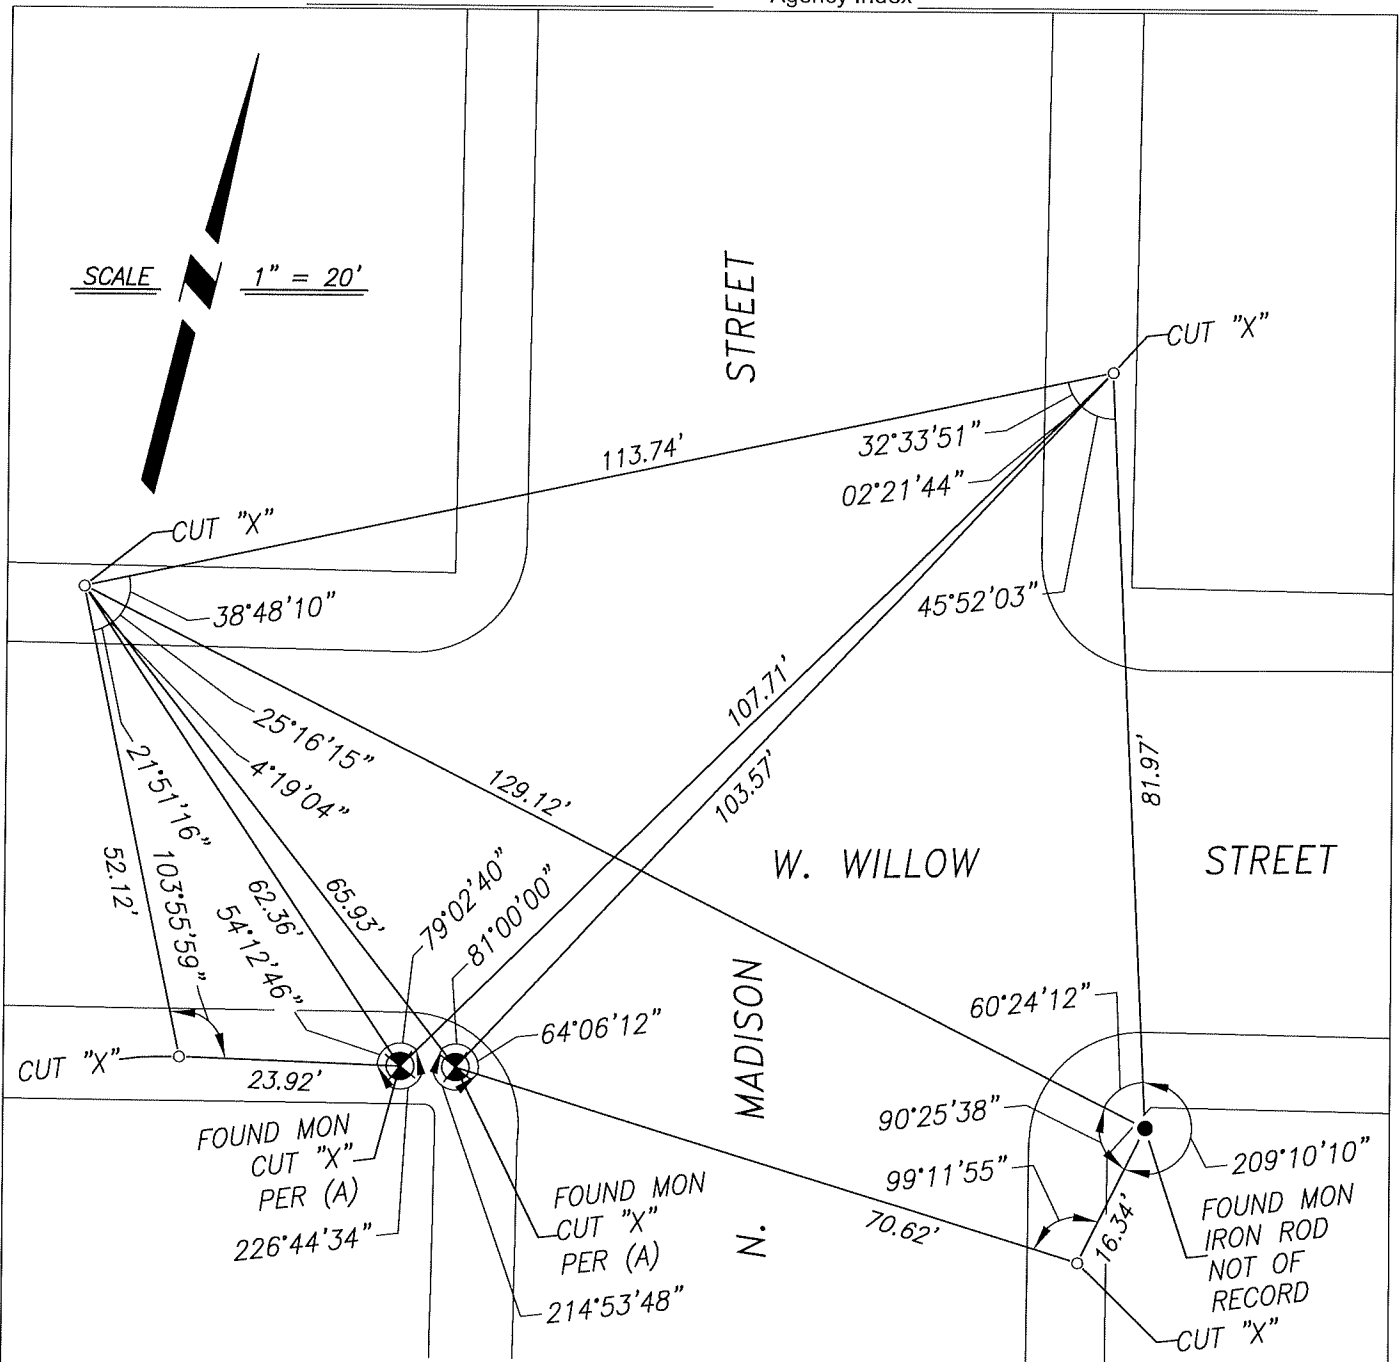 Agency Index
SCALE 1" = 20'
STREET
CUT "X"
113.74'
32°33'51"
02°21'44"
CUT "X"
38°48'10"
45°52'03"
25°16'15"
4°19'04"
21°51'16"
129.12'
107.71'
103.57'
81.97'
52.12'
103°55'59"
62.36'
54°12'46"
65.93'
79°02'40"
81°00'00"
W. WILLOW STREET
N. MADISON
64°06'12"
60°24'12"
CUT "X"
23.92'
90°25'38"
99°11'55"
209°10'10"
FOUND MON
CUT "X"
PER (A)
226°44'34"
FOUND MON
CUT "X"
PER (A)
214°53'48"
70.62'
16.34'
FOUND MON
IRON ROD
NOT OF
RECORD
CUT "X"